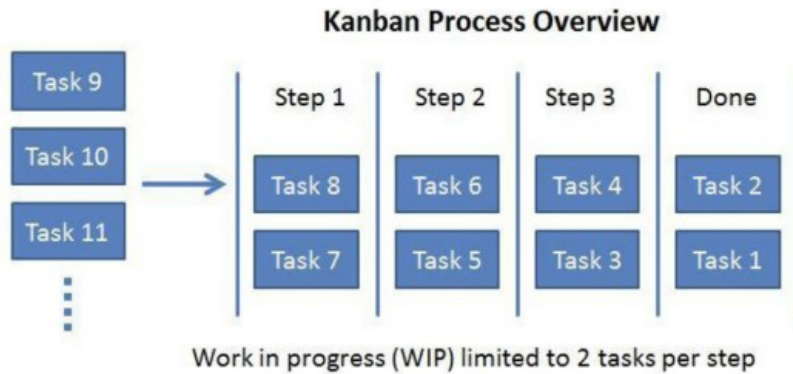 Kanban Process Overview
Task 9
Task 10
Task 11
Step 1
Step 2
Step 3
Done
Task 8
Task 6
Task 4
Task 2
Task 7
Task 5
Task 3
Task 1
Work in progress (WIP) limited to 2 tasks per step